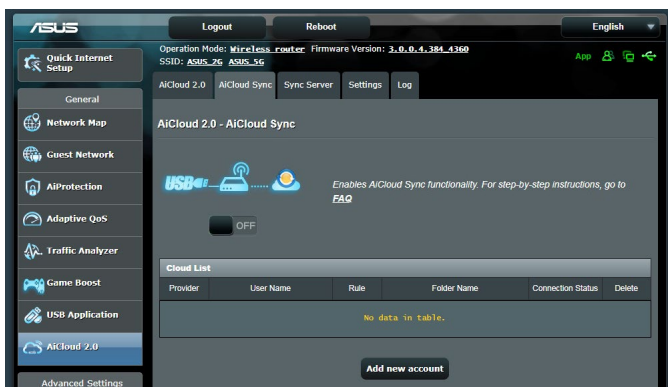 ASUS
Logout
Reboot
English
Quick Internet
Setup
Operation Mode: Wireless router Firmware Version: 3.0.0.4.384_4360
SSID: ASUS_2G ASUS_5G
App
AiCloud 2.0
AiCloud Sync
Sync Server
Settings
Log
General
Network Map
Guest Network
AiProtection
Adaptive QoS
Traffic Analyzer
Game Boost
USB Application
AiCloud 2.0
Advanced Settings
AiCloud 2.0 - AiCloud Sync
USB
Enables AiCloud Sync functionality. For step-by-step instructions, go to
FAQ
OFF
Cloud List
Provider User Name Rule Folder Name Connection Status Delete
No data in table.
Add new account